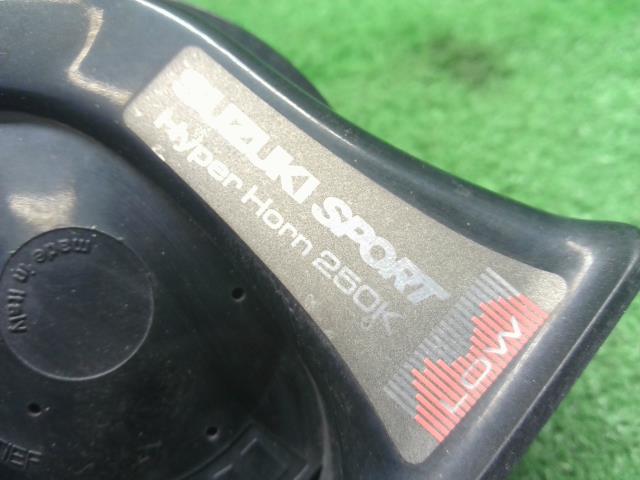 SUZUKI SPORT
Hyper Horn 250K
LOW
made in
Italy